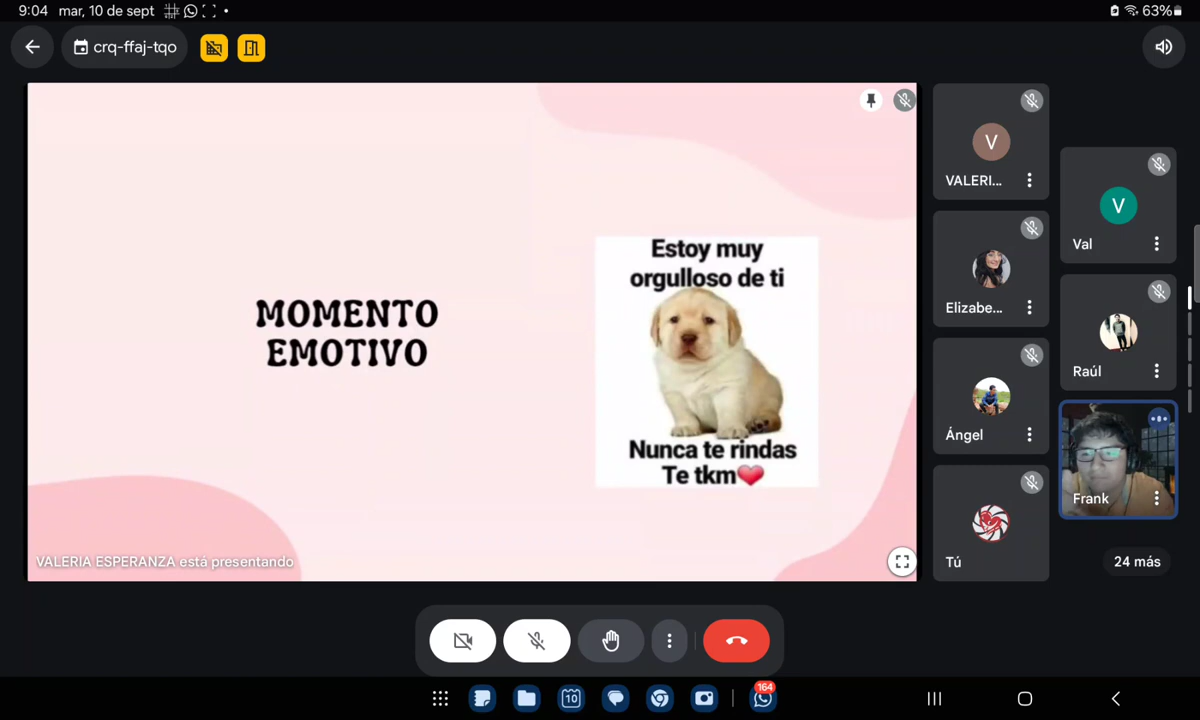 9:04 mar, 10 de sept
63%
crq-ffaj-tqo
MOMENTO
EMOTIVO
Estoy muy
orgulloso de ti
Nunca te rindas
Te tkm
VALERIA ESPERANZA está presentando
V
VALERI...
Elizabe...
Ángel
Tú
V
Val
Raúl
Frank
24 más
10
164